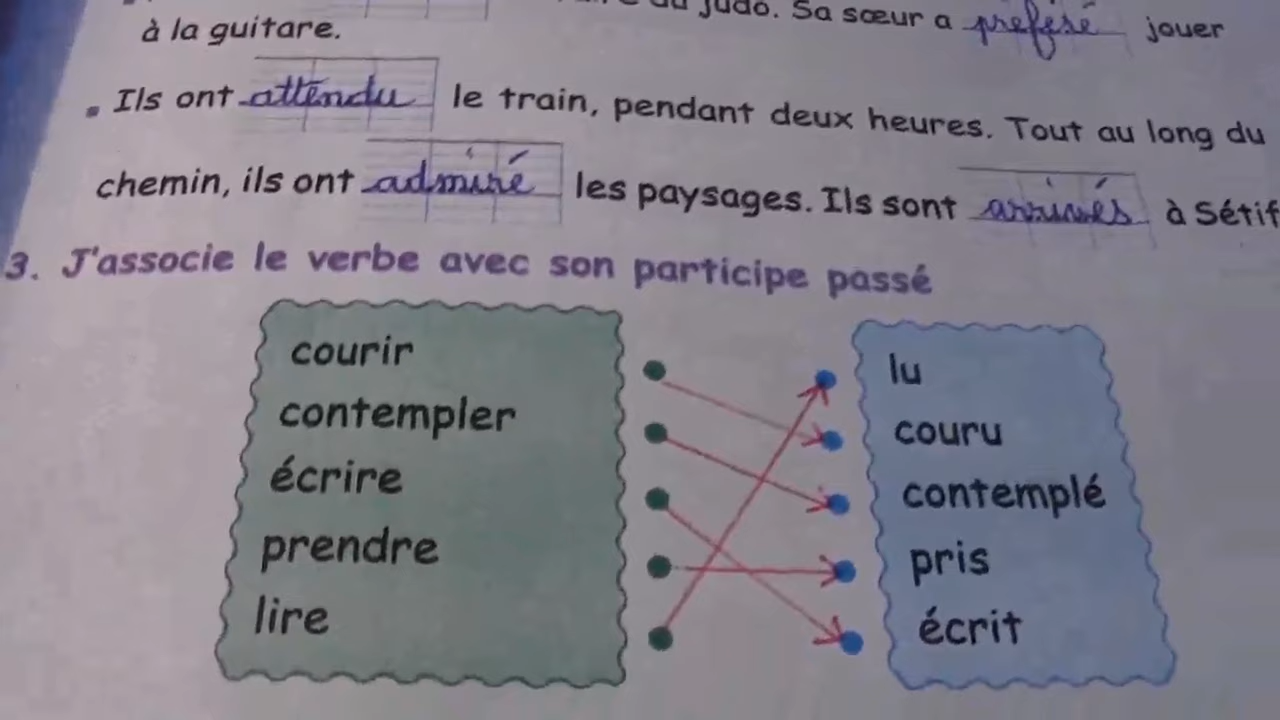 du judo. Sa sœur a préféré jouer
à la guitare.
. Ils ont attendu le train, pendant deux heures. Tout au long du
chemin, ils ont admiré les paysages. Ils sont arrivés à Sétif
3. J'associe le verbe avec son participe passé
courir
contempler
écrire
prendre
lire
lu
couru
contemplé
pris
écrit